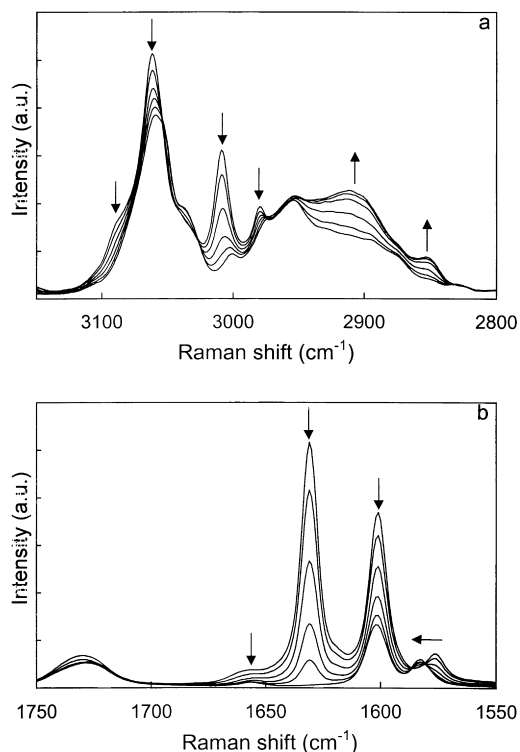 a
Intensity (a.u.)
3100 3000 2900 2800
Raman shift (cm-1)
b
Intensity (a.u.)
1750 1700 1650 1600 1550
Raman shift (cm-1)